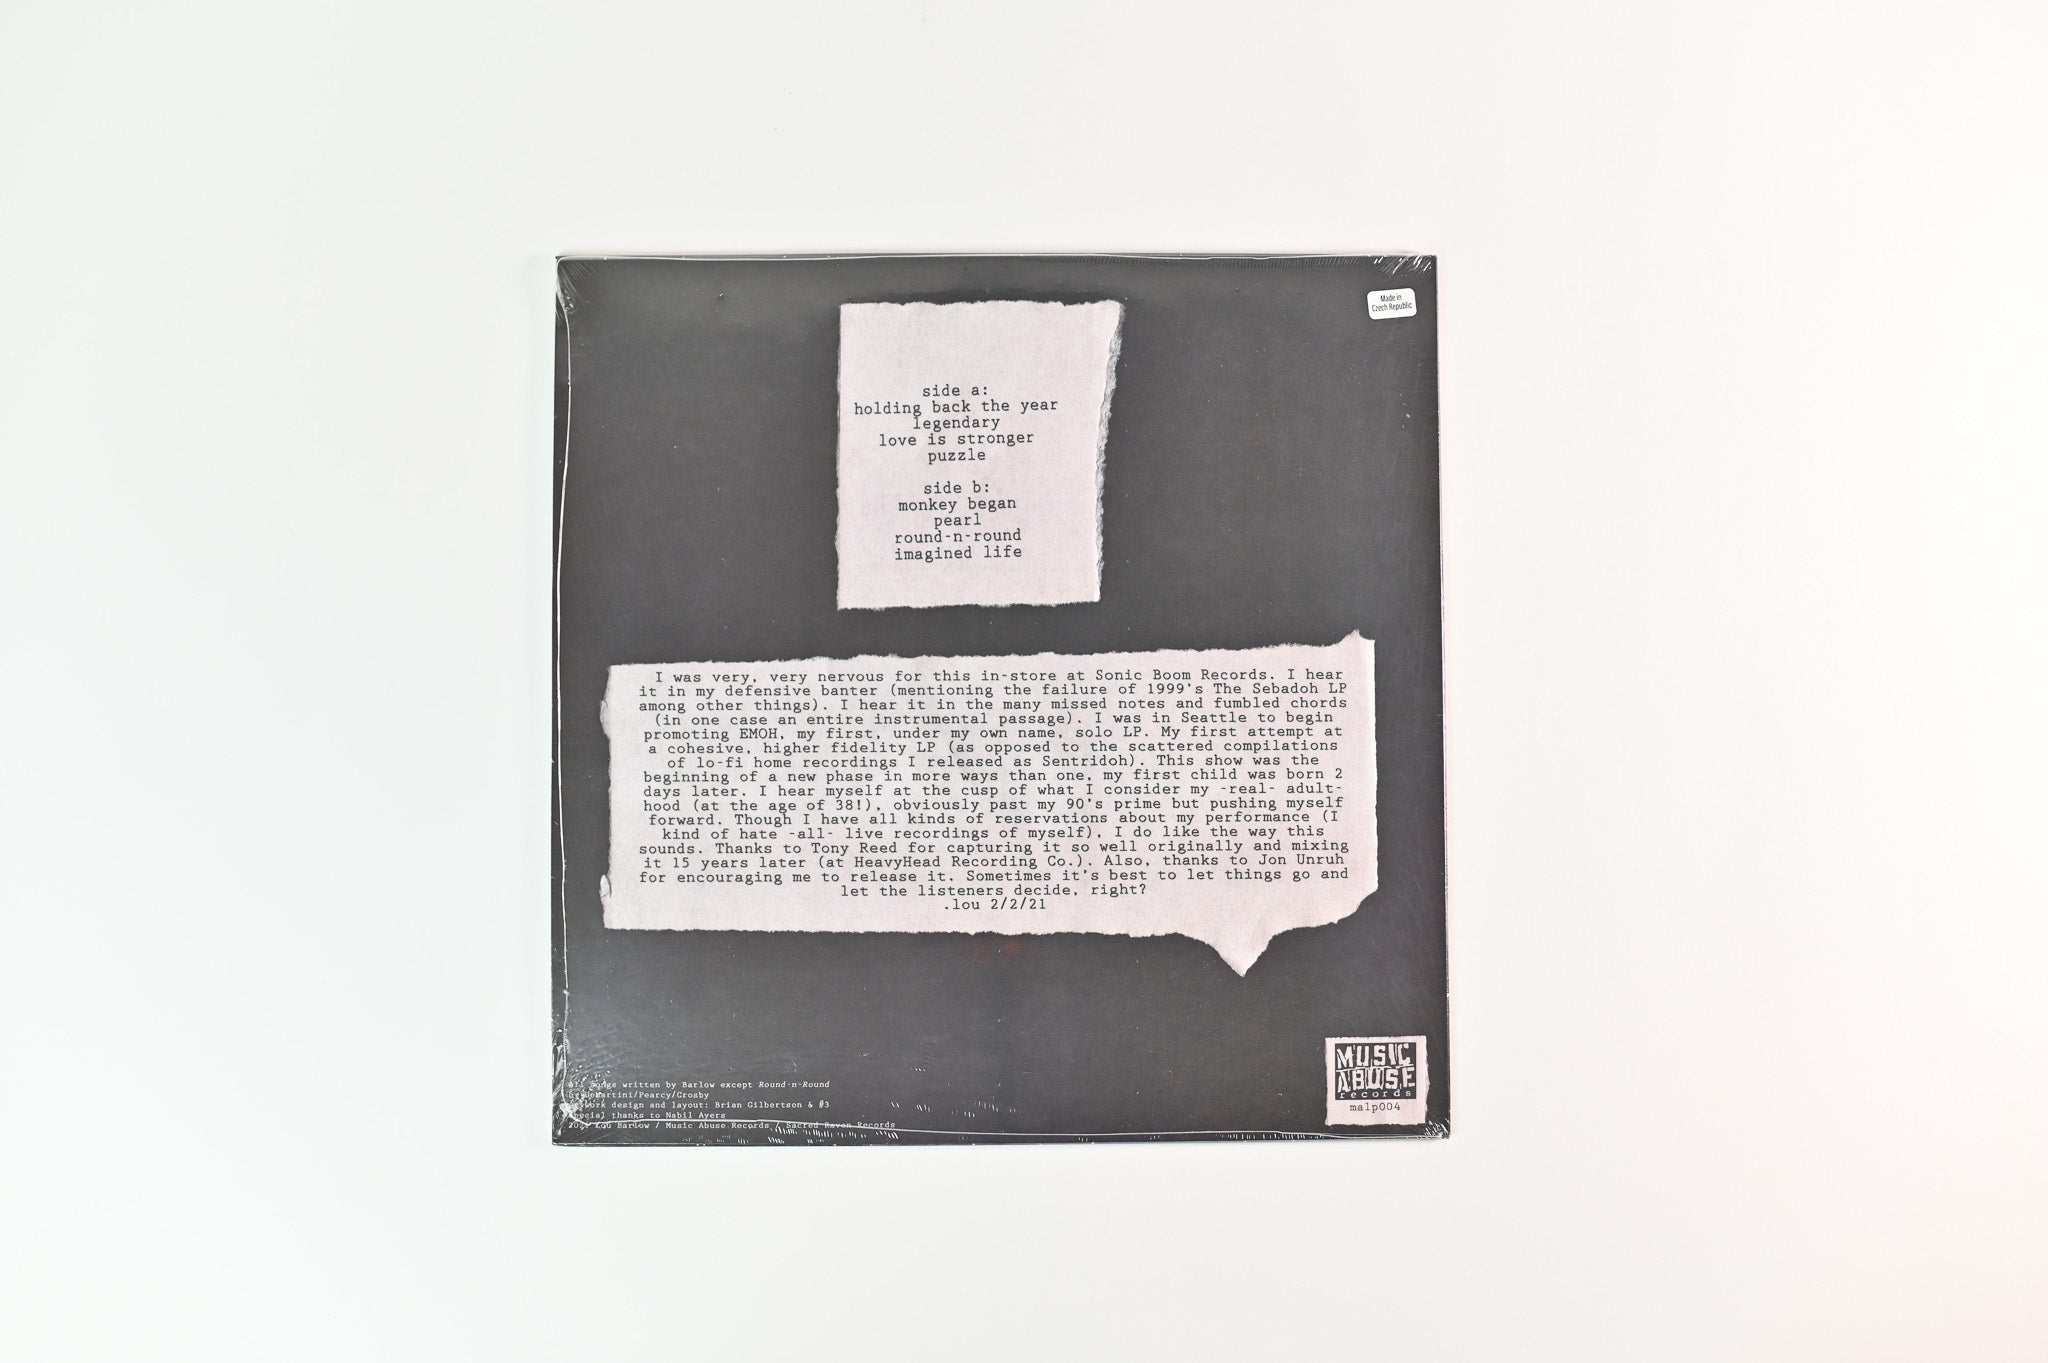 Made in
Czech Republic
side a:
holding back the year
legendary
love is stronger
puzzle
side b:
monkey began
pearl
round-n-round
imagined life
I was very, very nervous for this in-store at Sonic Boom Records. I hear
it in my defensive banter (mentioning the failure of 1999's The Sebadoh LP
among other things). I hear it in the many missed notes and fumbled chords
(in one case an entire instrumental passage). I was in Seattle to begin
promoting EMOH, my first, under my own name, solo LP. My first attempt at
a cohesive, higher fidelity LP (as opposed to the scattered compilations
of lo-fi home recordings I released as Sentridoh). This show was the
beginning of a new phase in more ways than one, my first child was born 2
days later. I hear myself at the cusp of what I consider my -real- adult-
hood (at the age of 38!), obviously past my 90's prime but pushing myself
forward. Though I have all kinds of reservations about my performance (I
kind of hate -all- live recordings of myself), I do like the way this
sounds. Thanks to Tony Reed for capturing it so well originally and mixing
it 15 years later (at HeavyHead Recording Co.). Also, thanks to Jon Unruh
for encouraging me to release it. Sometimes it's best to let things go and
let the listeners decide, right?
.lou 2/2/21
All songs written by Barlow except Round-n-Round
by DeMartini/Pearcy/Crosby
Artwork design and layout: Brian Gilbertson & #3
Special thanks to Nabil Ayers
2021 Lou Barlow / Music Abuse Records / Sacred Raven Records
MUSIC
ABUSE
records
malp004